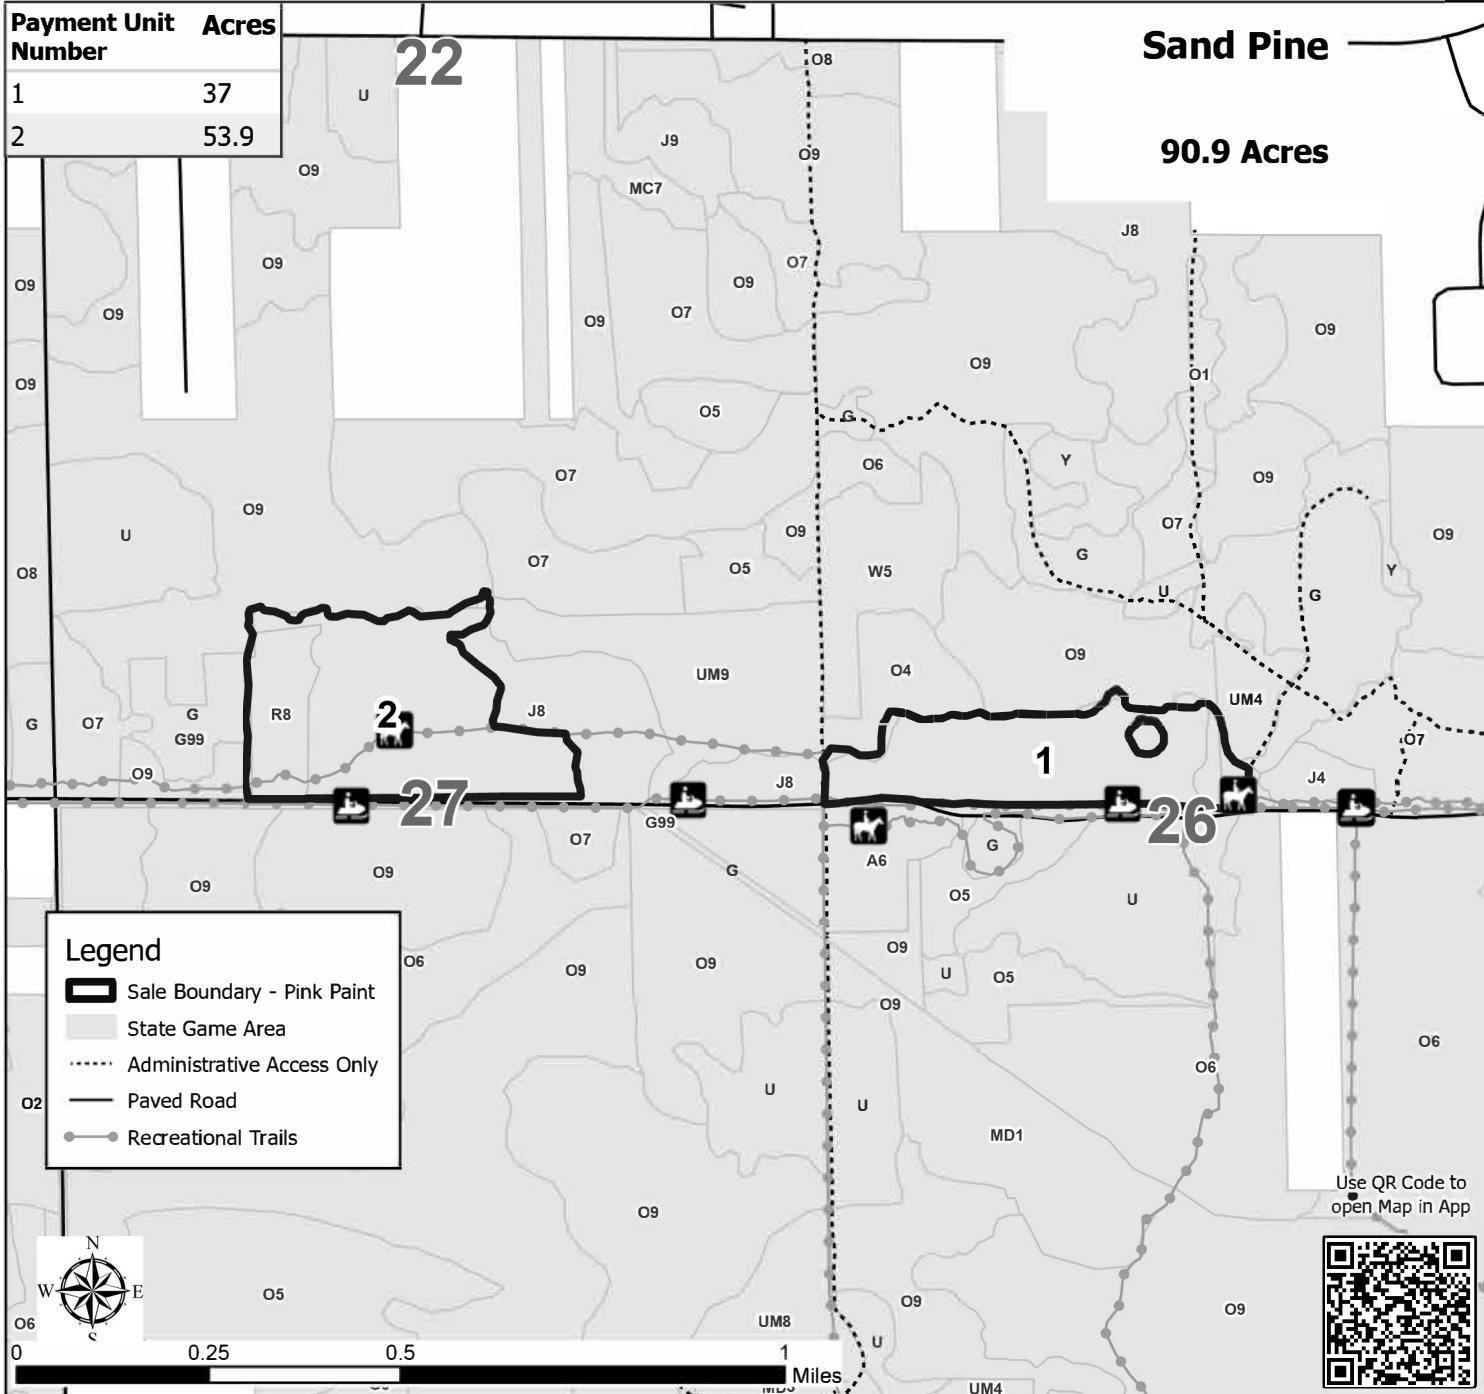 Payment Unit Acres
Number
1 37
2 53.9
Sand Pine
90.9 Acres
22
O8
U
J9
O9
O9
MC7
J8
O9
O7
O9
O9
O9
O7
O9
O9
O9
O1
O9
O9
O5
G
O6
Y
O9
O7
O9
O7
O9
O9
U
O7
O5
W5
G
Y
O8
U
G
O9
UM9
O4
UM4
R8
2
J8
G
O7
G
G99
O7
1
O9
J8
J4
27
G99
26
O7
G
A6
G
O9
O9
O5
U
O6
O9
O9
O9
U
O5
O9
O6
O6
U
U
MD1
O2
O9
O5
O9
O9
O6
UM8
U
UM4
Legend
Sale Boundary - Pink Paint
State Game Area
Administrative Access Only
Paved Road
Recreational Trails
Use QR Code to
open Map in App
N
W E
S
0 0.25 0.5 1
Miles